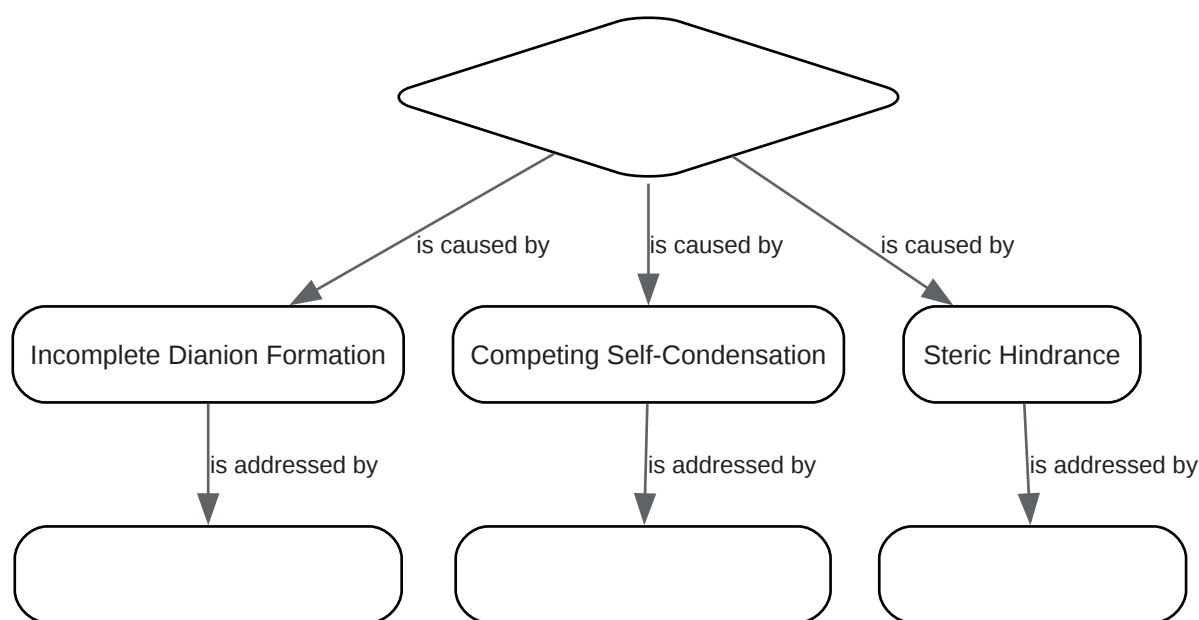 is caused by
is caused by
is caused by
Incomplete Dianion Formation
Competing Self-Condensation
Steric Hindrance
is addressed by
is addressed by
is addressed by